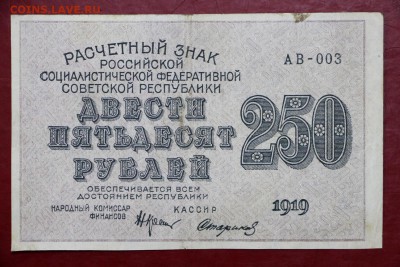 COINS.LAVE.RU
РАСЧЕТНЫЙ ЗНАК
РОССИЙСКОЙ
СОЦИАЛИСТИЧЕСКОЙ ФЕДЕРАТИВНОЙ
СОВЕТСКОЙ РЕСПУБЛИКИ
АВ-003
ДВЕСТИ
ПЯТЬДЕСЯТ
РУБЛЕЙ
250
ОБЕСПЕЧИВАЕТСЯ ВСЕМ
ДОСТОЯНИЕМ РЕСПУБЛИКИ
1919
НАРОДНЫЙ КОМИССАР
ФИНАНСОВ
КАССИР